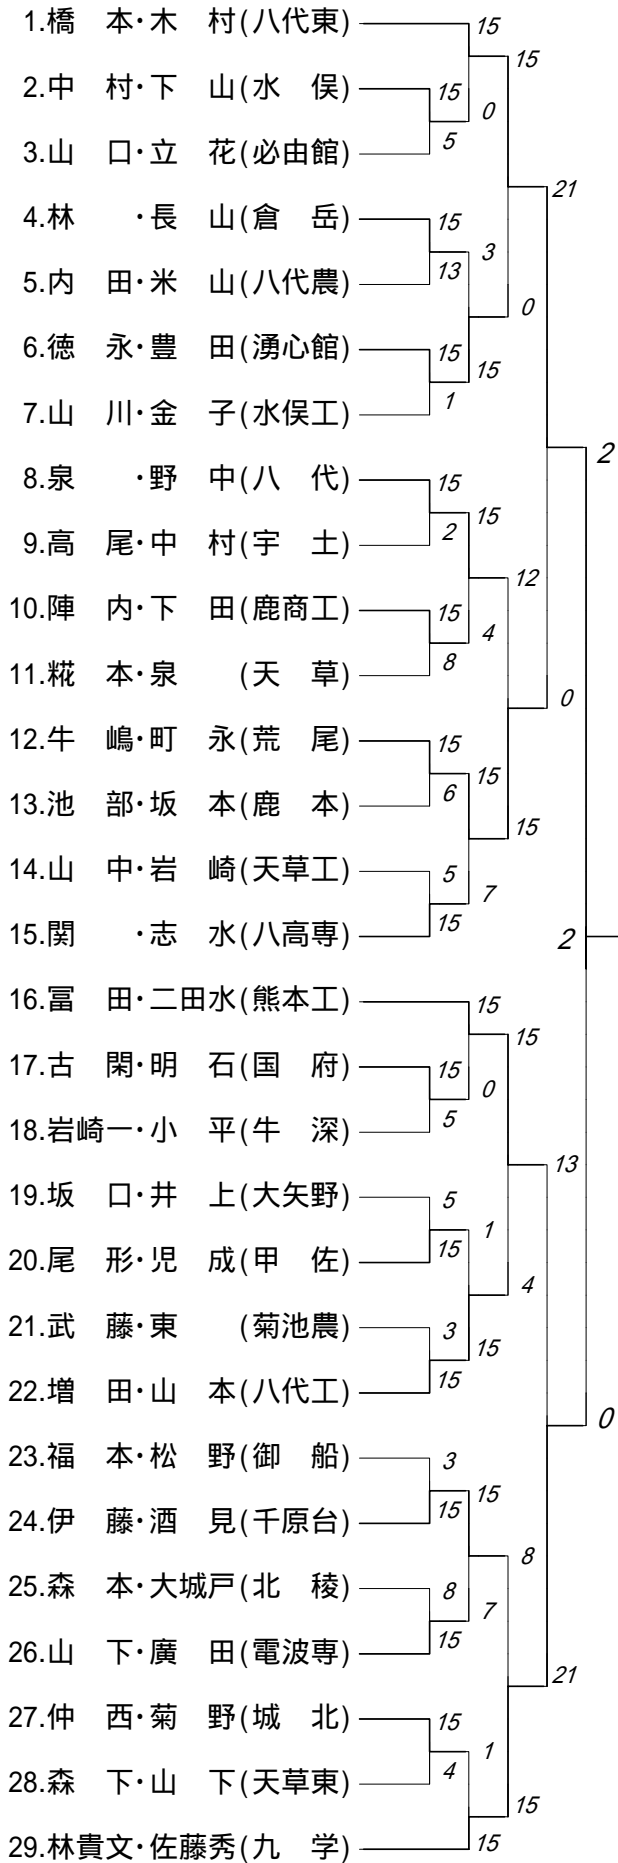 1.橋　本・木　村(八代東)
15
15
2.中　村・下　山(水　俣)
15
0
5
3.山　口・立　花(必由館)
21
4.林　　・長　山(倉　岳)
15
3
13
5.内　田・米　山(八代農)
0
6.徳　永・豊　田(湧心館)
15
15
1
7.山　川・金　子(水俣工)
2
8.泉　　・野　中(八　代)
15
15
2
9.高　尾・中　村(宇　土)
12
10.陣　内・下　田(鹿商工)
15
4
8
11.糀　本・泉　　(天　草)
0
12.牛　嶋・町　永(荒　尾)
15
15
6
13.池　部・坂　本(鹿　本)
15
14.山　中・岩　崎(天草工)
5
7
15
15.関　　・志　水(八高専)
2
16.冨　田・二田水(熊本工)
15
15
17.古　閑・明　石(国　府)
15
0
5
18.岩崎一・小　平(牛　深)
13
19.坂　口・井　上(大矢野)
5
1
15
20.尾　形・児　成(甲　佐)
4
21.武　藤・東　　(菊池農)
3
15
15
22.増　田・山　本(八代工)
0
23.福　本・松　野(御　船)
3
15
15
24.伊　藤・酒　見(千原台)
8
25.森　本・大城戸(北　稜)
8
7
15
26.山　下・廣　田(電波専)
21
27.仲　西・菊　野(城　北)
15
1
4
28.森　下・山　下(天草東)
15
29.林貴文・佐藤秀(九　学)
15